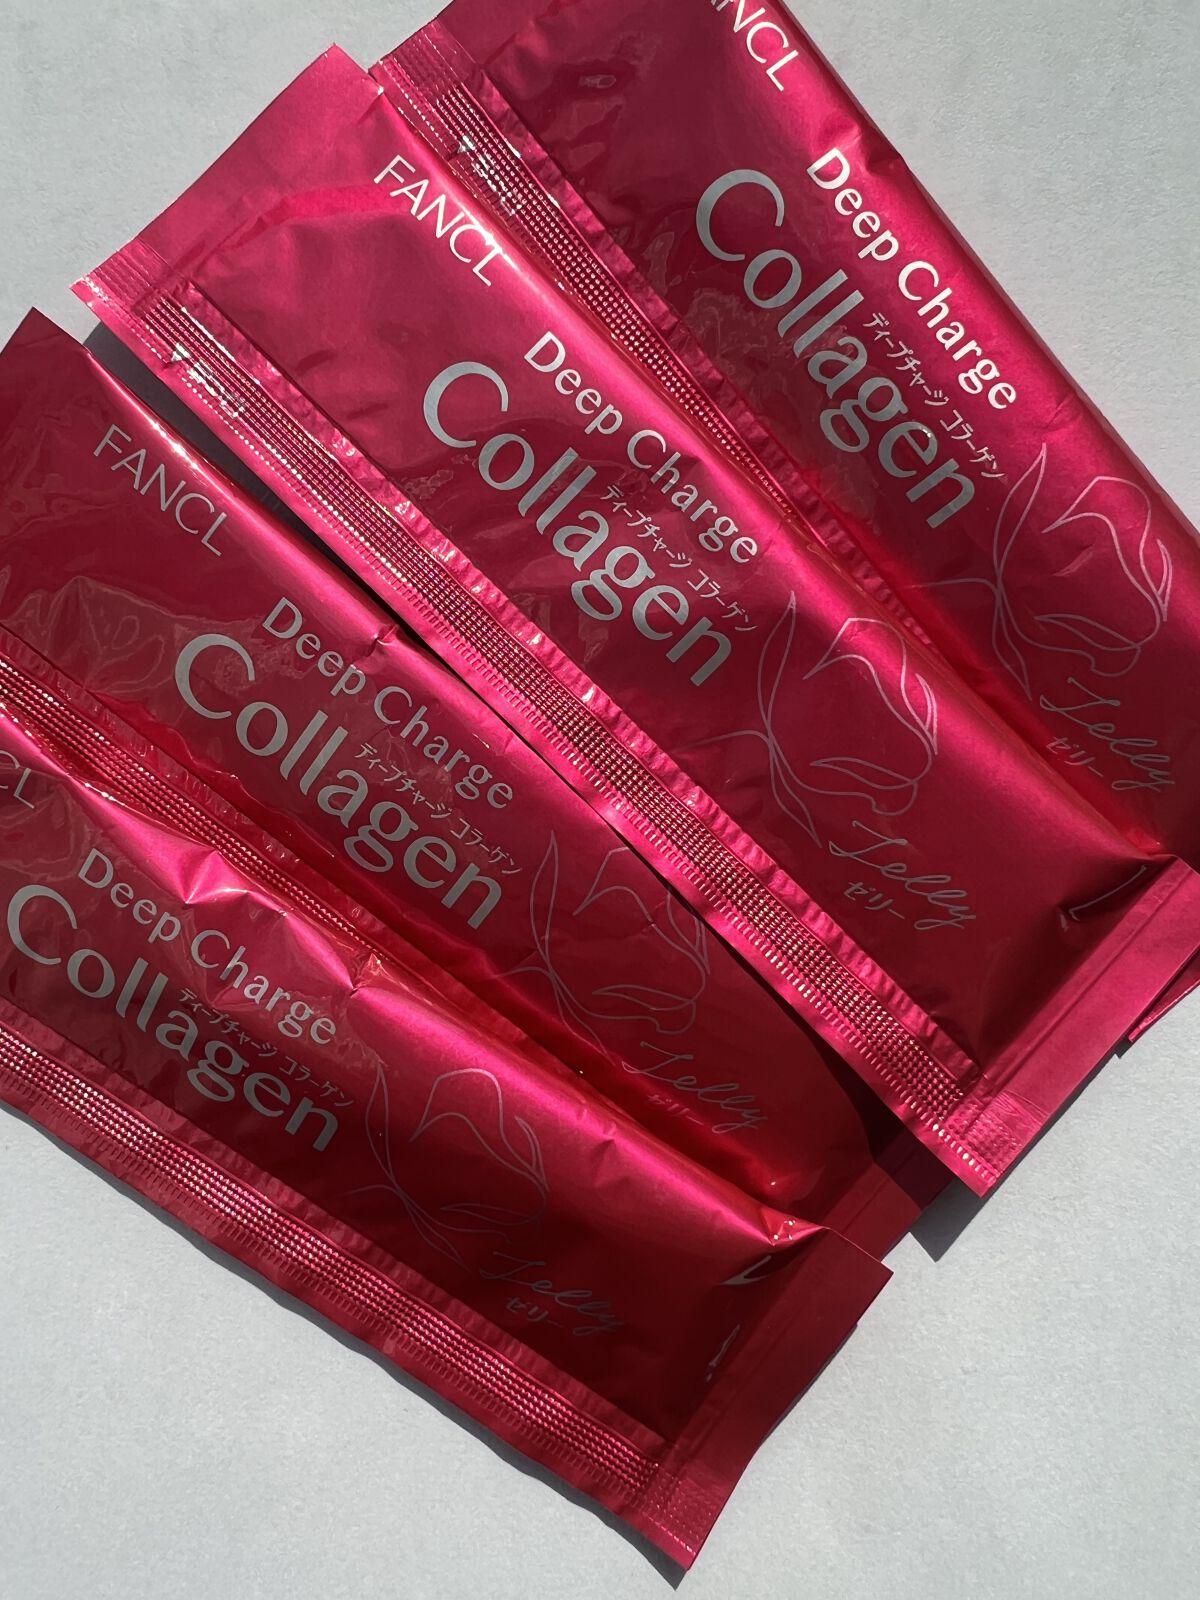 ANCL
Deep Charge
ディープチャージ コラーゲン
Collagen
Jelly
ゼリー
FANCL
Deep Charge
ディープチャージ コラーゲン
Collagen
Jelly
ゼリー
FANCL
Deep Charge
ディープチャージ コラーゲン
Collagen
Jelly
ゼリー
CL
Deep Charge
ディープチャージ コラーゲン
Collagen
Jelly
ゼリー